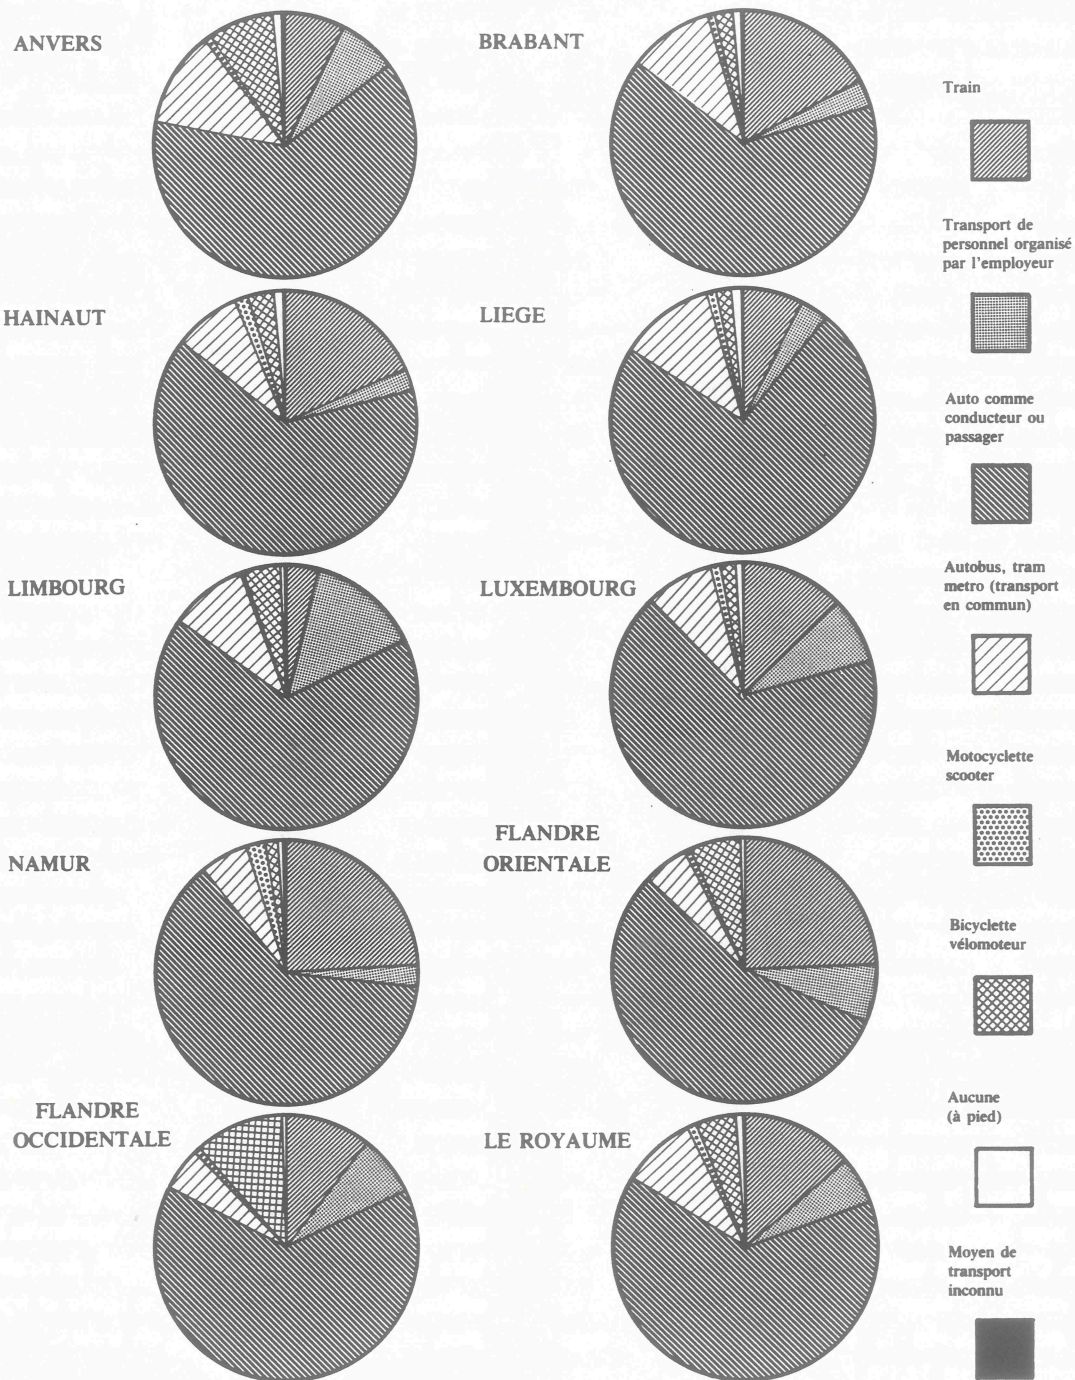 ANVERS
BRABANT
HAINAUT
LIEGE
LIMBOURG
LUXEMBOURG
NAMUR
FLANDRE
ORIENTALE
FLANDRE
OCCIDENTALE
LE ROYAUME
Train
Transport de
personnel organisé
par l'employeur
Auto comme
conducteur ou
passager
Autobus, tram
metro (transport
en commun)
Motocyclette
scooter
Bicyclette
vélomoteur
Aucune
(à pied)
Moyen de
transport
inconnu